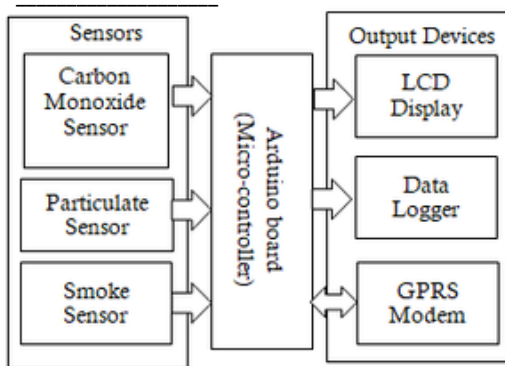 Sensors
Carbon
Monoxide
Sensor
Particulate
Sensor
Smoke
Sensor
Arduino board
(Micro-controller)
Output Devices
LCD
Display
Data
Logger
GPRS
Modem